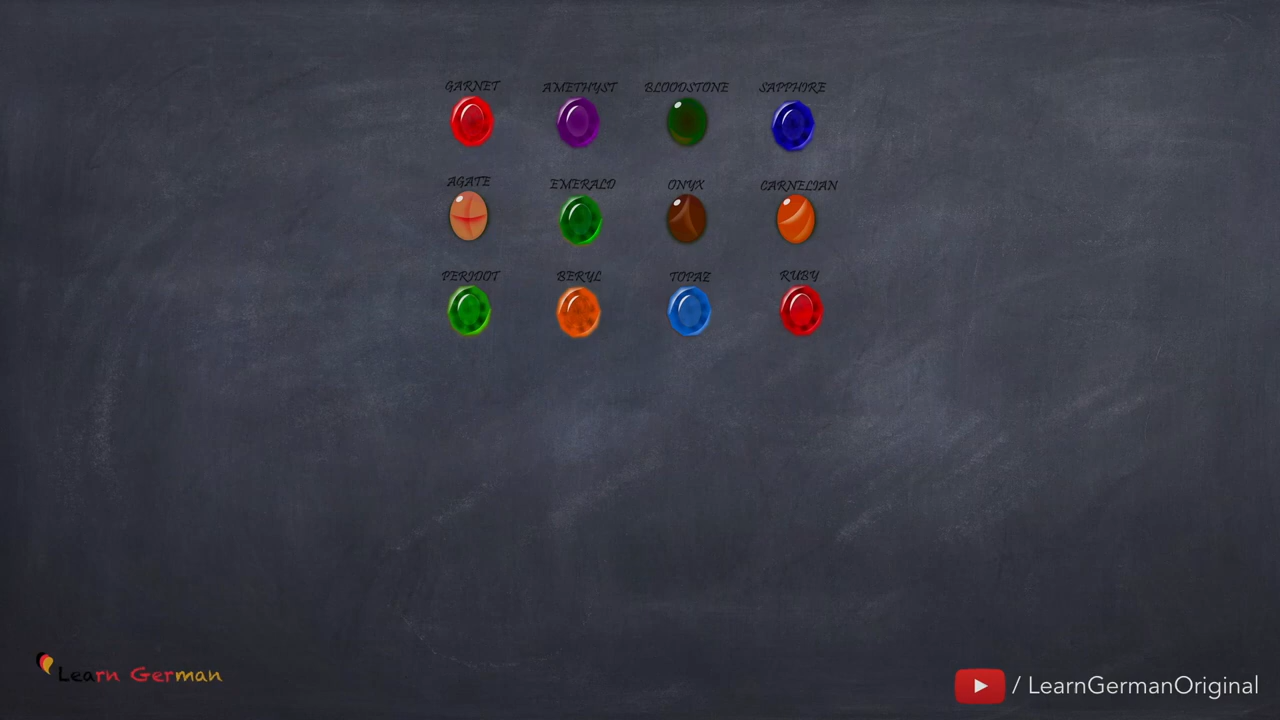 GARNET AMETHYST BLOODSTONE SAPPHIRE
AGATE EMERALD ONYX CARNELIAN
PERIDOT BERYL TOPAZ RUBY
Learn German
/ LearnGermanOriginal